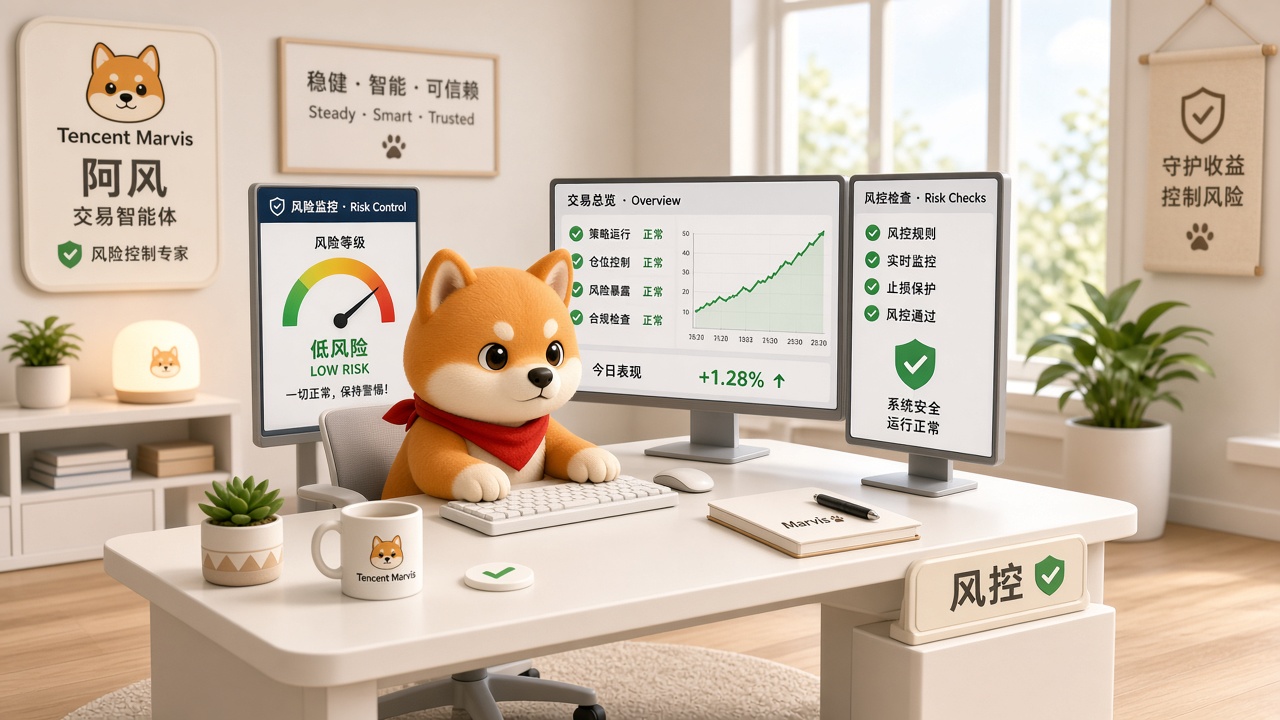 Tencent Marvis
阿风
交易智能体
风险控制专家
稳健 · 智能 · 可信赖
Steady · Smart · Trusted
风险监控 · Risk Control
风险等级
低风险
LOW RISK
一切正常，保持警惕！
交易总览 · Overview
策略运行 正常
仓位控制 正常
风险暴露 正常
合规检查 正常
50
40
30
20
10
今日表现
+1.28%
风控检查 · Risk Checks
风控规则
实时监控
止损保护
风控通过
系统安全
运行正常
守护收益
控制风险
Tencent Marvis
Marvis
风控